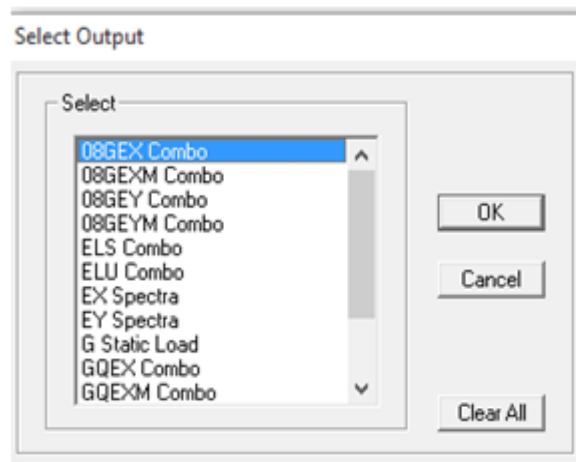 Select Output
Select
08GEX Combo
08GEXM Combo
08GEY Combo
08GEYM Combo
ELS Combo
ELU Combo
EX Spectra
EY Spectra
G Static Load
GQEX Combo
GQEXM Combo
OK
Cancel
Clear All